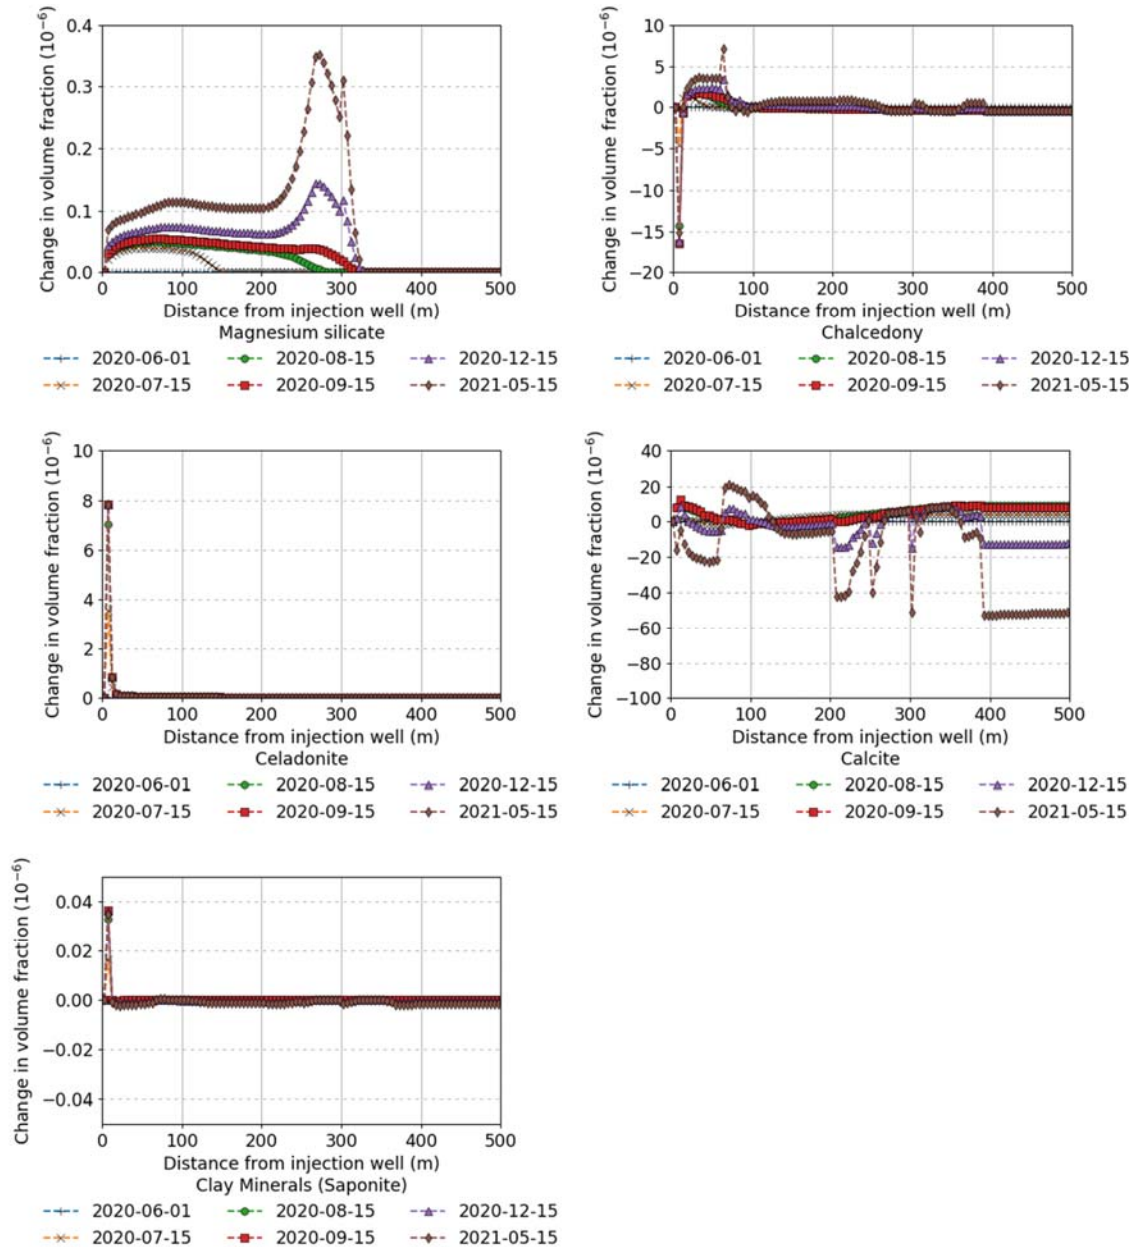 Change in volume fraction (10⁻⁶)
0.4
0.3
0.2
0.1
0.0
0 100 200 300 400 500
Distance from injection well (m)
Magnesium silicate
2020-06-01 2020-08-15 2020-12-15
2020-07-15 2020-09-15 2021-05-15
Change in volume fraction (10⁻⁶)
10
5
0
−5
−10
−15
−20
0 100 200 300 400 500
Distance from injection well (m)
Chalcedony
2020-06-01 2020-08-15 2020-12-15
2020-07-15 2020-09-15 2021-05-15
Change in volume fraction (10⁻⁶)
10
8
6
4
2
0
0 100 200 300 400 500
Distance from injection well (m)
Celadonite
2020-06-01 2020-08-15 2020-12-15
2020-07-15 2020-09-15 2021-05-15
Change in volume fraction (10⁻⁶)
40
20
0
−20
−40
−60
−80
−100
0 100 200 300 400 500
Distance from injection well (m)
Calcite
2020-06-01 2020-08-15 2020-12-15
2020-07-15 2020-09-15 2021-05-15
Change in volume fraction (10⁻⁶)
0.04
0.02
0.00
−0.02
−0.04
0 100 200 300 400 500
Distance from injection well (m)
Clay Minerals (Saponite)
2020-06-01 2020-08-15 2020-12-15
2020-07-15 2020-09-15 2021-05-15